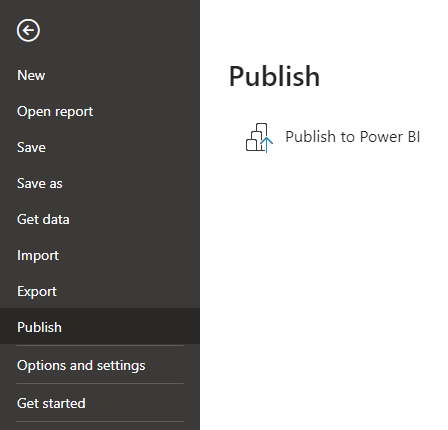 New
Open report
Save
Save as
Get data
Import
Export
Publish
Options and settings
Get started
Publish
Publish to Power BI